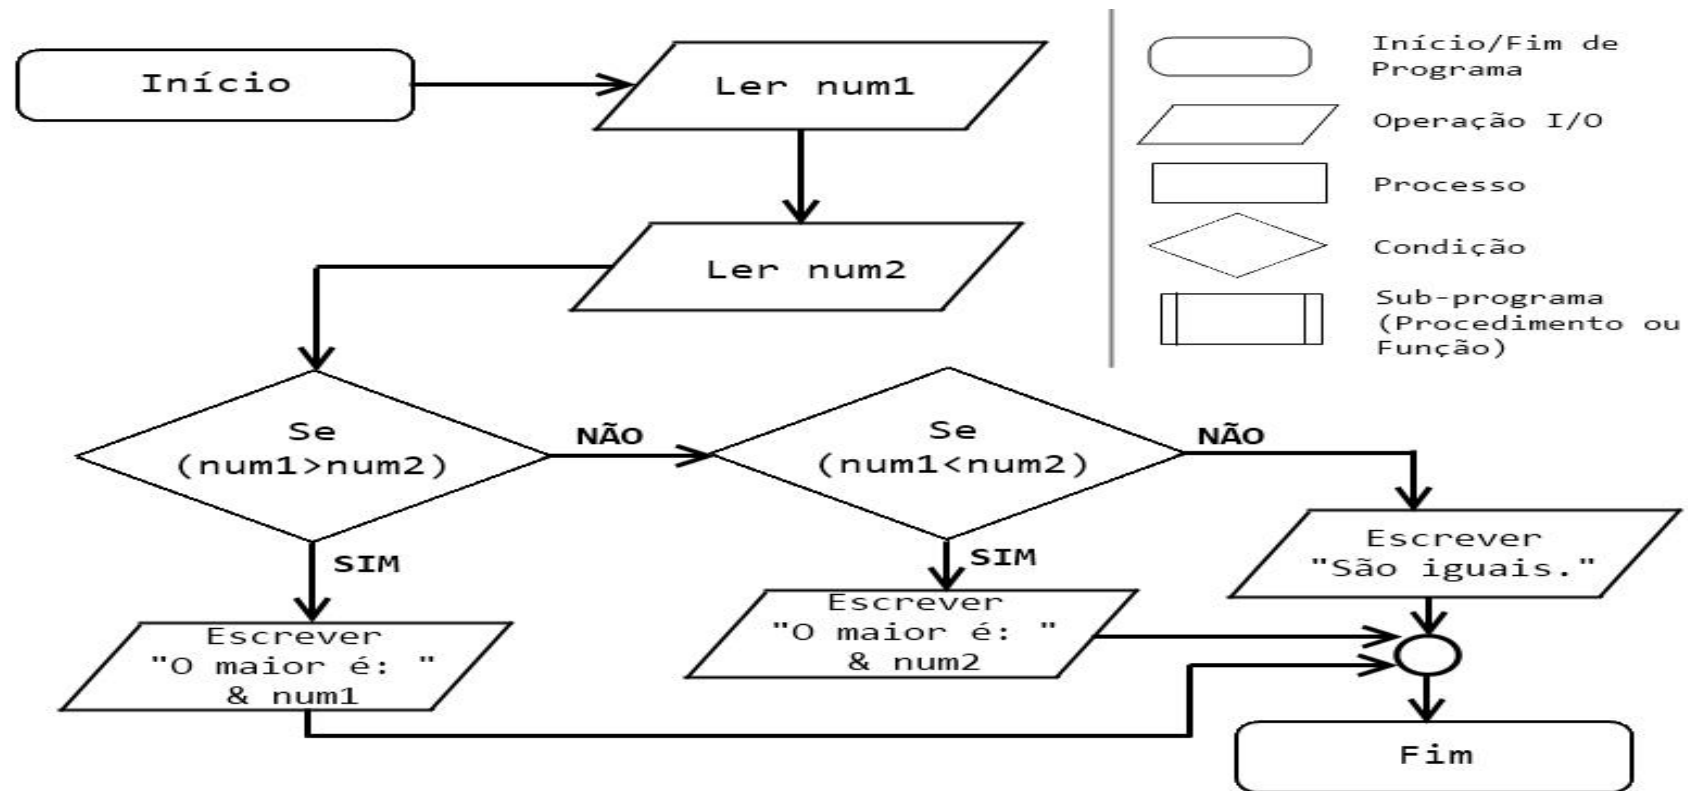 Início
Ler num1
Ler num2
Se
(num1>num2)
NÃO
SIM
Escrever
"O maior é: "
& num1
Se
(num1<num2)
NÃO
SIM
Escrever
"O maior é: "
& num2
Escrever
"São iguais."
Fim
Início/Fim de
Programa
Operação I/O
Processo
Condição
Sub-programa
(Procedimento ou
Função)